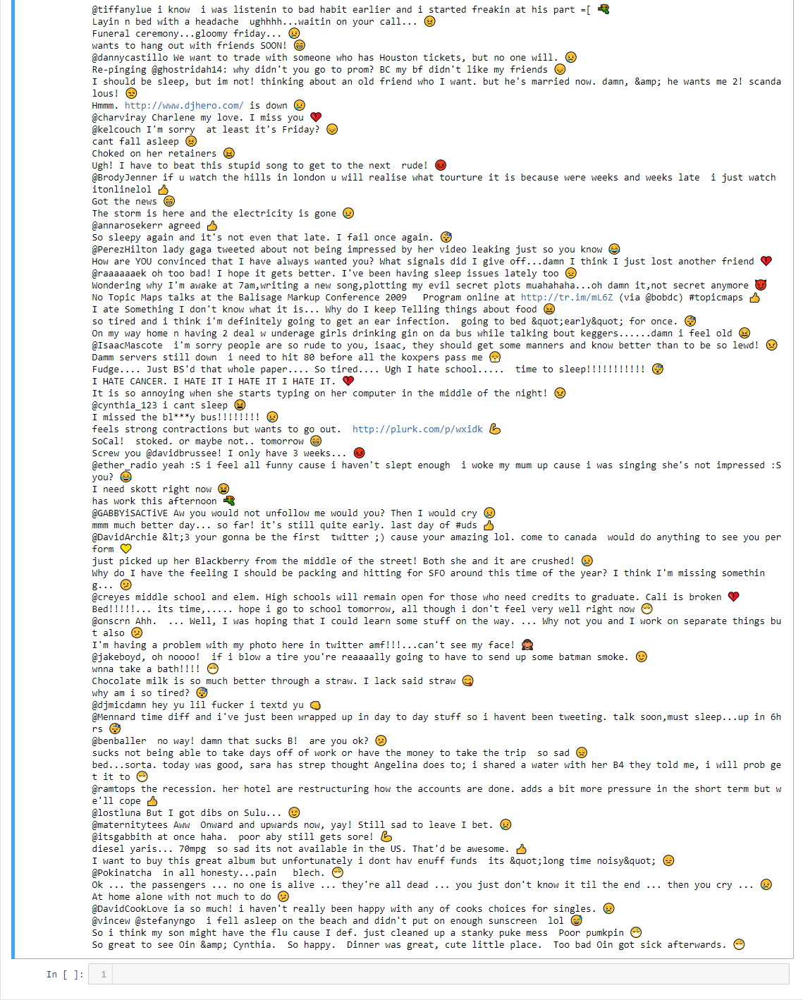 @tiffanylue i know  i was listenin to bad habit earlier and i started freakin at his part =[ 🔫
Layin n bed with a headache  ughhhh...waitin on your call... 😣
Funeral ceremony...gloomy friday... 😢
wants to hang out with friends SOON! 😁
@dannycastillo We want to trade with someone who has Houston tickets, but no one will. 😢
Re-pinging @ghostridah14: why didn't you go to prom? BC my bf didn't like my friends 😞
I should be sleep, but im not! thinking about an old friend who I want. but he's married now. damn, &amp; he wants me 2! scanda
lous! 😒
Hmmm. http://www.djhero.com/ is down 😢
@charviray Charlene my love. I miss you 💔
@kelcouch I'm sorry  at least it's Friday? 😞
cant fall asleep 😣
Choked on her retainers 😖
Ugh! I have to beat this stupid song to get to the next  rude! 😡
@BrodyJenner if u watch the hills in london u will realise what tourture it is because were weeks and weeks late  i just watch
itonlinelol 👍
Got the news 😁
The storm is here and the electricity is gone 😢
@annarosekerr agreed 👍
So sleepy again and it's not even that late. I fail once again. 😴
@PerezHilton lady gaga tweeted about not being impressed by her video leaking just so you know 😂
How are YOU convinced that I have always wanted you? What signals did I give off...damn I think I just lost another friend 💔
@raaaaaaek oh too bad! I hope it gets better. I've been having sleep issues lately too 😔
Wondering why I'm awake at 7am,writing a new song,plotting my evil secret plots muahahaha...oh damn it,not secret anymore 😈
No Topic Maps talks at the Balisage Markup Conference 2009   Program online at http://tr.im/mL6Z (via @bobdc) #topicmaps 👍
I ate Something I don't know what it is... Why do I keep Telling things about food 😖
so tired and i think i'm definitely going to get an ear infection.  going to bed &quot;early&quot; for once. 😴
On my way home n having 2 deal w underage girls drinking gin on da bus while talking bout keggers......damn i feel old 😖
@IsaacMascote  i'm sorry people are so rude to you, isaac, they should get some manners and know better than to be so lewd! 😠
Damm servers still down  i need to hit 80 before all the koxpers pass me 😤
Fudge.... Just BS'd that whole paper.... So tired.... Ugh I hate school.....  time to sleep!!!!!!!!!!! 😴
I HATE CANCER. I HATE IT I HATE IT I HATE IT. 💔
It is so annoying when she starts typing on her computer in the middle of the night! 😠
@cynthia_123 i cant sleep 😫
I missed the bl***y bus!!!!!!!! 😢
feels strong contractions but wants to go out.  http://plurk.com/p/wxidk 💪
SoCal!  stoked. or maybe not.. tomorrow 😁
Screw you @davidbrussee! I only have 3 weeks... 😡
@ether_radio yeah :S i feel all funny cause i haven't slept enough  i woke my mum up cause i was singing she's not impressed :S
you? 😂
I need skott right now 😫
has work this afternoon 🔫
@GABBYiSACTiVE Aw you would not unfollow me would you? Then I would cry 😢
mmm much better day... so far! it's still quite early. last day of #uds 👍
@DavidArchie &lt;3 your gonna be the first  twitter ;) cause your amazing lol. come to canada  would do anything to see you per
form 💛
just picked up her Blackberry from the middle of the street! Both she and it are crushed! 😢
Why do I have the feeling I should be packing and hitting for SFO around this time of the year? I think I'm missing somethin
g... 😕
@creyes middle school and elem. High schools will remain open for those who need credits to graduate. Cali is broken 💔
Bed!!!!!... its time,..... hope i go to school tomorrow, all though i don't feel very well right now 😷
@onscrn Ahh.  ... Well, I was hoping that I could learn some stuff on the way. ... Why not you and I work on separate things bu
t also 😕
I'm having a problem with my photo here in twitter amf!!!...can't see my face! 🙈
@jakeboyd, oh noooo!  if i blow a tire you're reaaaally going to have to send up some batman smoke. 😉
wnna take a bath!!!! 😷
Chocolate milk is so much better through a straw. I lack said straw 😋
why am i so tired? 😴
@djmicdamn hey yu lil fucker i textd yu 👊
@Mennard time diff and i've just been wrapped up in day to day stuff so i havent been tweeting. talk soon,must sleep...up in 6h
rs 😴
@benballer  no way! damn that sucks B!  are you ok? 😕
sucks not being able to take days off of work or have the money to take the trip  so sad 😔
bed...sorta. today was good, sara has strep thought Angelina does to; i shared a water with her B4 they told me, i will prob ge
t it to 😷
@ramtops the recession. her hotel are restructuring how the accounts are done. adds a bit more pressure in the short term but w
e'll cope 👍
@lostluna But I got dibs on Sulu... 😉
@maternitytees Aww  Onward and upwards now, yay! Still sad to leave I bet. 😢
@itsgabbith at once haha.  poor aby still gets sore! 💪
diesel yaris... 70mpg  so sad its not available in the US. That'd be awesome. 👍
I want to buy this great album but unfortunately i dont hav enuff funds  its &quot;long time noisy&quot; 😔
@Pokinatcha  in all honesty...pain   blech. 😷
Ok ... the passengers ... no one is alive ... they're all dead ... you just don't know it til the end ... then you cry ... 😢
At home alone with not much to do 😕
@DavidCookLove ia so much! i haven't really been happy with any of cooks choices for singles. 😢
@vincew @stefanyngo  i fell asleep on the beach and didn't put on enough sunscreen  lol 😅
So i think my son might have the flu cause I def. just cleaned up a stanky puke mess  Poor pumkpin 😷
So great to see Oin &amp; Cynthia.  So happy.  Dinner was great, cute little place.  Too bad Oin got sick afterwards. 😷
In [ ]: 1